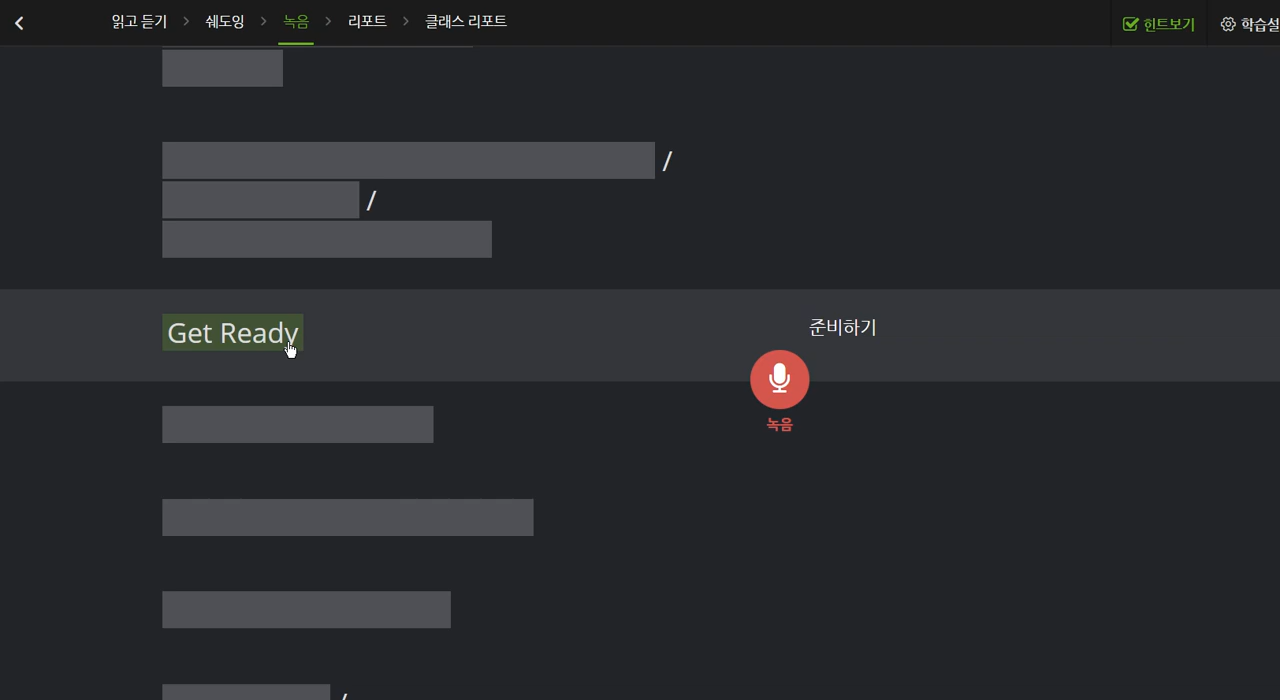 읽고 듣기 > 쉐도잉 > 녹음 > 리포트 > 클래스 리포트
힌트보기
학습설
/
/
Get Ready
준비하기
녹음
/